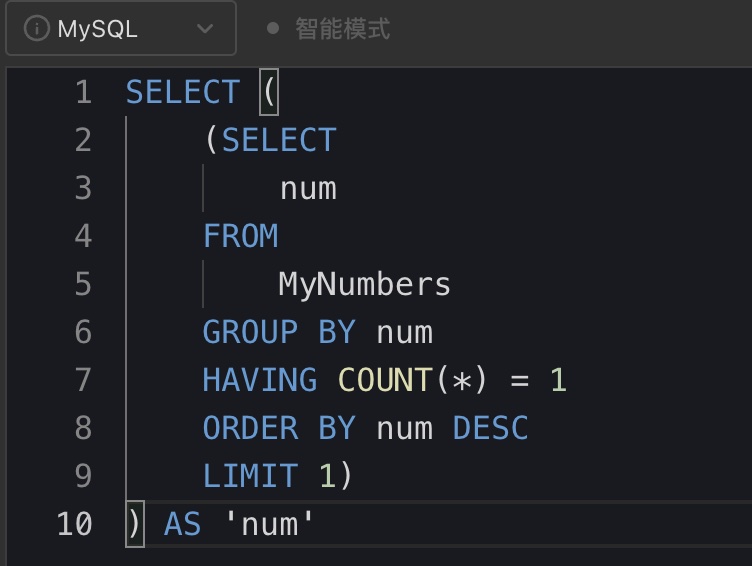 MySQL 智能模式
1 SELECT (
2 (SELECT
3 num
4 FROM
5 MyNumbers
6 GROUP BY num
7 HAVING COUNT(*) = 1
8 ORDER BY num DESC
9 LIMIT 1)
10 ) AS 'num'